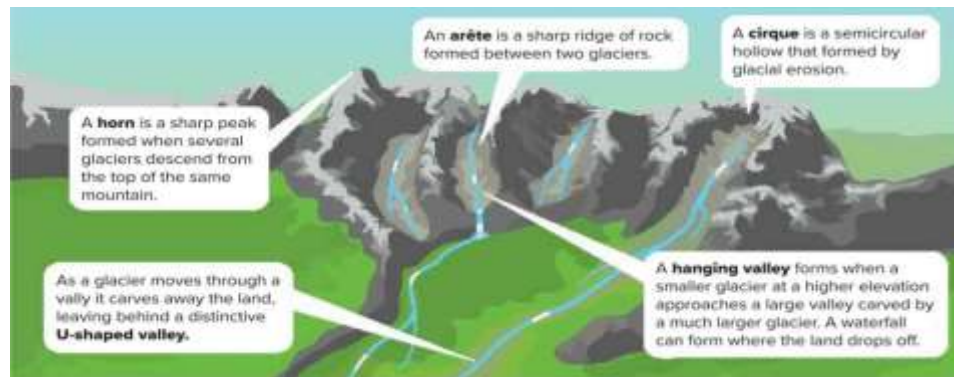 An arête is a sharp ridge of rock
formed between two glaciers.
A cirque is a semicircular
hollow that formed by
glacial erosion.
A horn is a sharp peak
formed when several
glaciers descend from
the top of the same
mountain.
As a glacier moves through a
vally it carves away the land,
leaving behind a distinctive
U-shaped valley.
A hanging valley forms when a
smaller glacier at a higher elevation
approaches a large valley carved by
a much larger glacier. A waterfall
can form where the land drops off.